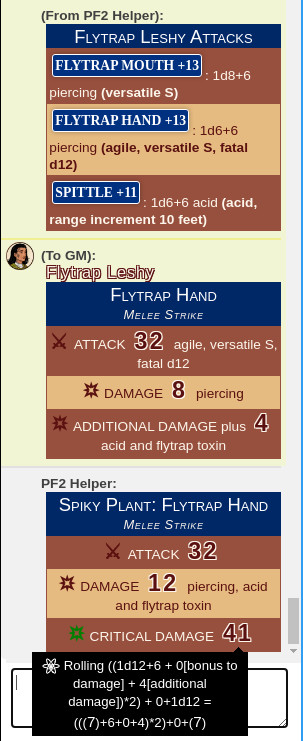 (From PF2 Helper):
Flytrap Leshy Attacks
FLYTRAP MOUTH +13 : 1d8+6
piercing (versatile S)
FLYTRAP HAND +13 : 1d6+6
piercing (agile, versatile S, fatal
d12)
SPITTLE +11 : 1d6+6 acid (acid,
range increment 10 feet)
(To GM):
Flytrap Leshy
Flytrap Hand
Melee Strike
ATTACK 32 agile, versatile S,
fatal d12
DAMAGE 8 piercing
ADDITIONAL DAMAGE plus 4
acid and flytrap toxin
PF2 Helper:
Spiky Plant: Flytrap Hand
Melee Strike
ATTACK 32
DAMAGE 12 piercing, acid
and flytrap toxin
CRITICAL DAMAGE 41
Rolling ((1d12+6 + 0[bonus to
damage] + 4[additional
damage])*2) + 0+1d12 =
(((7)+6+0+4)*2)+0+(7)